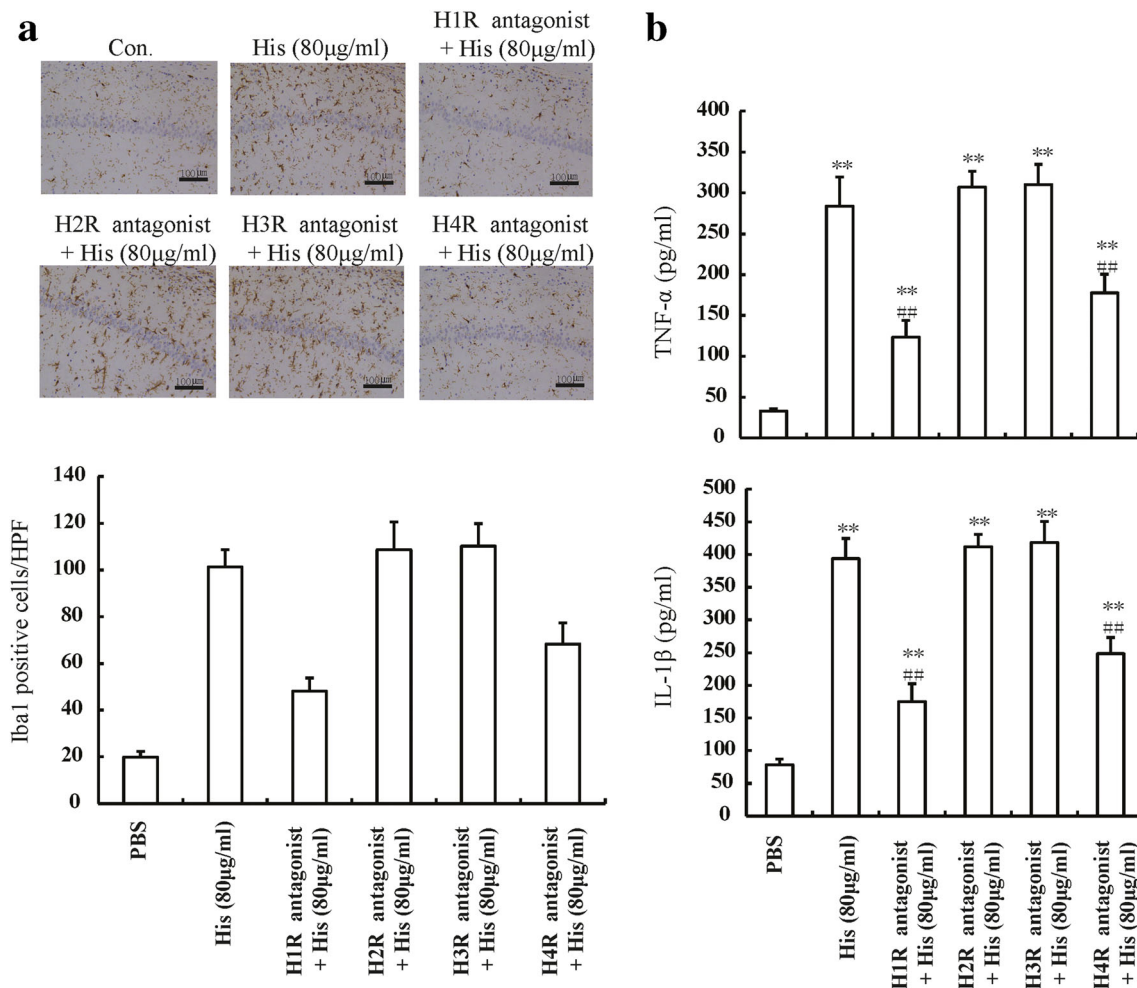 a
Con.
His (80μg/ml)
H1R antagonist
+ His (80μg/ml)
100μm
100μm
100μm
H2R antagonist
+ His (80μg/ml)
H3R antagonist
+ His (80μg/ml)
H4R antagonist
+ His (80μg/ml)
100μm
100μm
100μm
Iba1 positive cells/HPF
140
120
100
80
60
40
20
0
PBS
His (80μg/ml)
H1R antagonist
+ His (80μg/ml)
H2R antagonist
+ His (80μg/ml)
H3R antagonist
+ His (80μg/ml)
H4R antagonist
+ His (80μg/ml)
b
TNF-α (pg/ml)
400
350
300
250
200
150
100
50
0
**
**
##
**
**
**
##
IL-1β (pg/ml)
500
450
400
350
300
250
200
150
100
50
0
**
**
##
**
**
**
##
PBS
His (80μg/ml)
H1R antagonist
+ His (80μg/ml)
H2R antagonist
+ His (80μg/ml)
H3R antagonist
+ His (80μg/ml)
H4R antagonist
+ His (80μg/ml)